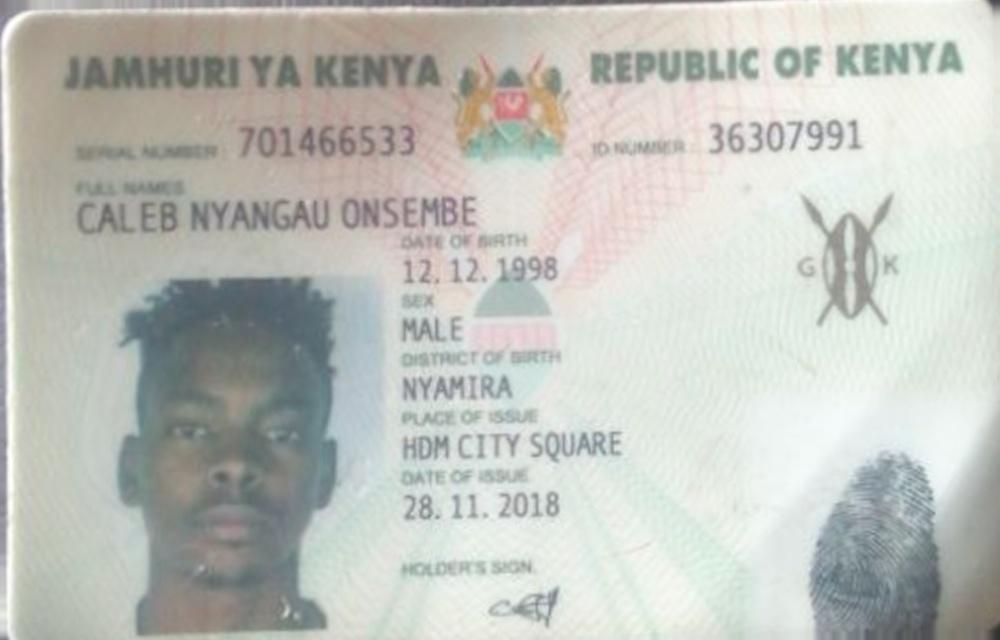 JAMHURI YA KENYA REPUBLIC OF KENYA
SERIAL NUMBER: 701466533 ID NUMBER: 36307991
FULL NAMES
CALEB NYANGAU ONSEMBE
DATE OF BIRTH
12. 12. 1998
SEX
MALE
DISTRICT OF BIRTH
NYAMIRA
PLACE OF ISSUE
HDM CITY SQUARE
DATE OF ISSUE
28. 11. 2018
HOLDER'S SIGN.
G K